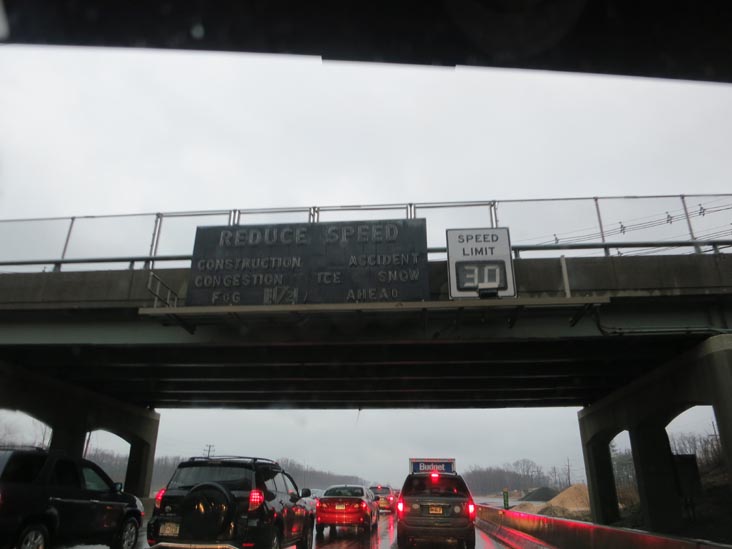 REDUCE SPEED
CONSTRUCTION ACCIDENT
CONGESTION ICE SNOW
FOG AHEAD
SPEED
LIMIT
30
Budget